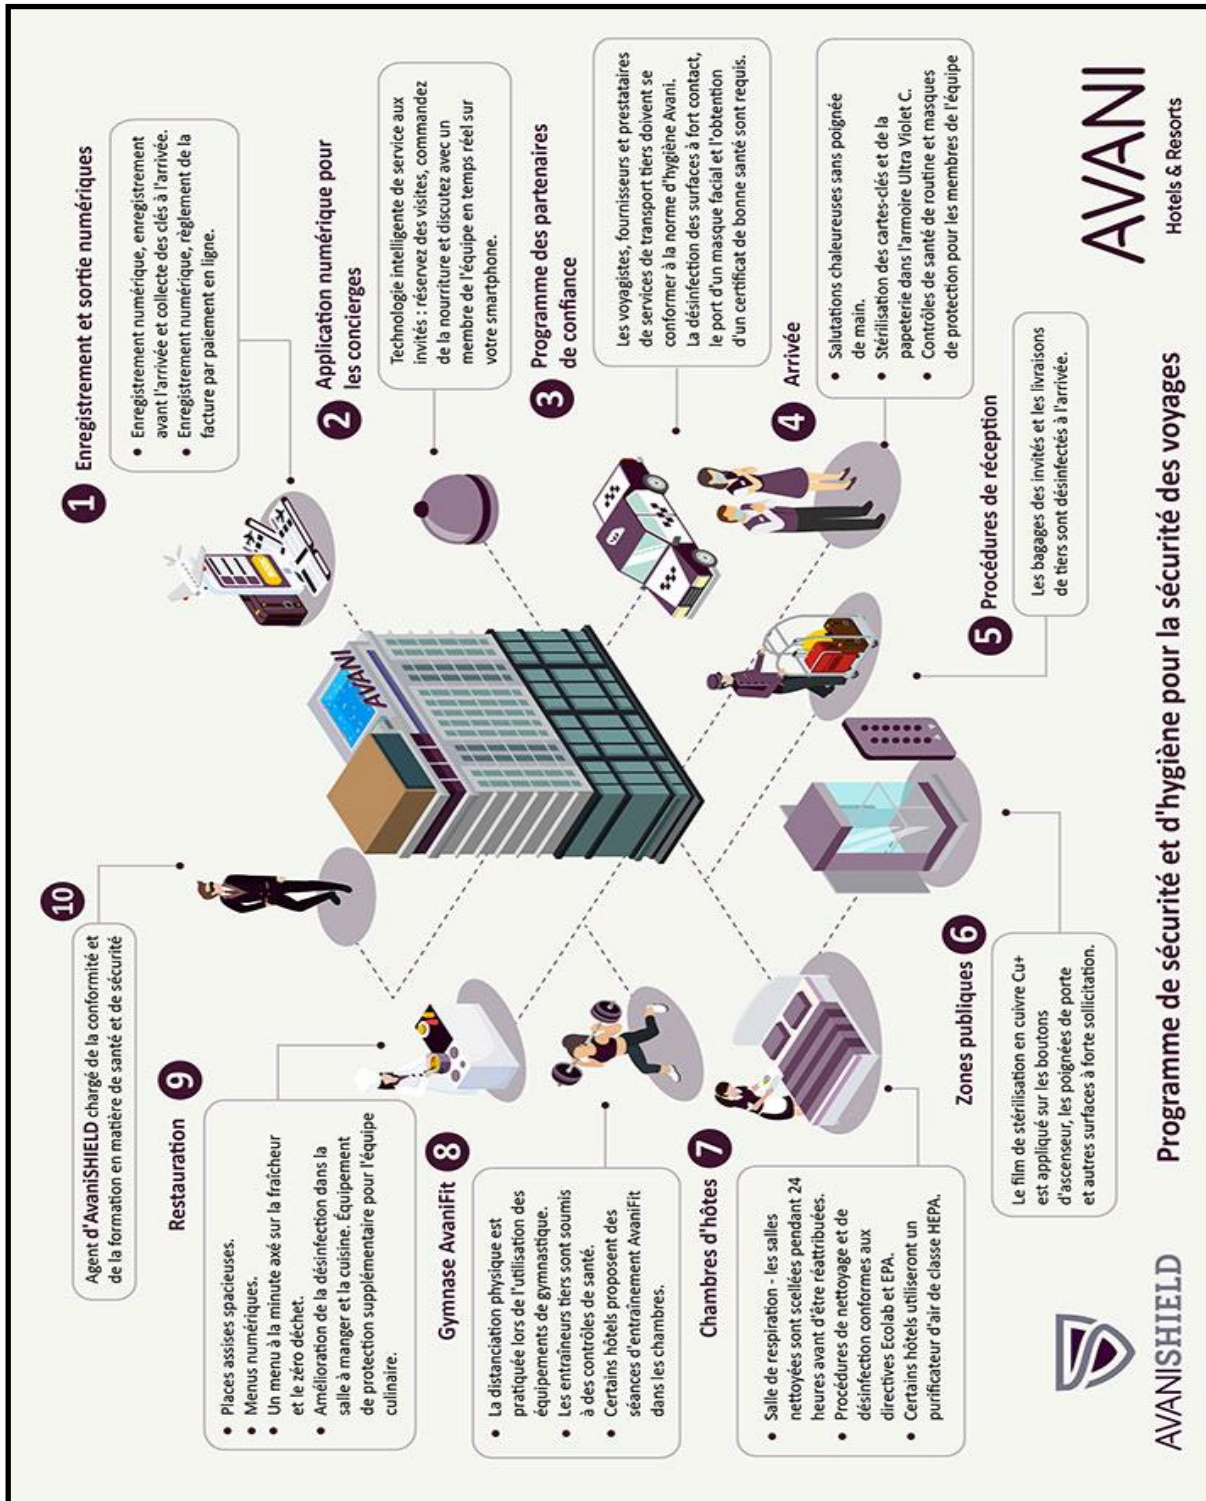 1 Enregistrement et sortie numériques
• Enregistrement numérique, enregistrement
avant l'arrivée et collecte des clés à l'arrivée.
• Enregistrement numérique, règlement de la
facture par paiement en ligne.
2 Application numérique pour
les concierges
Technologie intelligente de service aux
invités : réservez des visites, commandez
de la nourriture et discutez avec un
membre de l'équipe en temps réel sur
votre smartphone.
3 Programme des partenaires
de confiance
Les voyagistes, fournisseurs et prestataires
de services de transport tiers doivent se
conformer à la norme d'hygiène Avani.
La désinfection des surfaces à fort contact,
le port d'un masque facial et l'obtention
d'un certificat de bonne santé sont requis.
4 Arrivée
• Salutations chaleureuses sans poignée
de main.
• Stérilisation des cartes-clés et de la
papeterie dans l'armoire Ultra Violet C.
• Contrôles de santé de routine et masques
de protection pour les membres de l'équipe
5 Procédures de réception
Les bagages des invités et les livraisons
de tiers sont désinfectés à l'arrivée.
Zones publiques 6
Le film de stérilisation en cuivre Cu+
est appliqué sur les boutons
d'ascenseur, les poignées de porte
et autres surfaces à forte sollicitation.
Chambres d'hôtes 7
• Salle de respiration - les salles
nettoyées sont scellées pendant 24
heures avant d'être réattribuées.
• Procédures de nettoyage et de
désinfection conformes aux
directives Ecolab et EPA.
• Certains hôtels utiliseront un
purificateur d'air de classe HEPA.
Gymnase AvaniFit 8
• La distanciation physique est
pratiquée lors de l'utilisation des
équipements de gymnastique.
• Les entraîneurs tiers sont soumis
à des contrôles de santé.
• Certains hôtels proposent des
séances d'entraînement AvaniFit
dans les chambres.
Restauration 9
• Places assises spacieuses.
• Menus numériques.
• Un menu à la minute axé sur la fraîcheur
et le zéro déchet.
• Amélioration de la désinfection dans la
salle à manger et la cuisine. Équipement
de protection supplémentaire pour l'équipe
culinaire.
10
Agent d'AvaniSHIELD chargé de la conformité et
de la formation en matière de santé et de sécurité
AVANI
AVANISHIELD
Programme de sécurité et d'hygiène pour la sécurité des voyages
AVANI
Hotels & Resorts